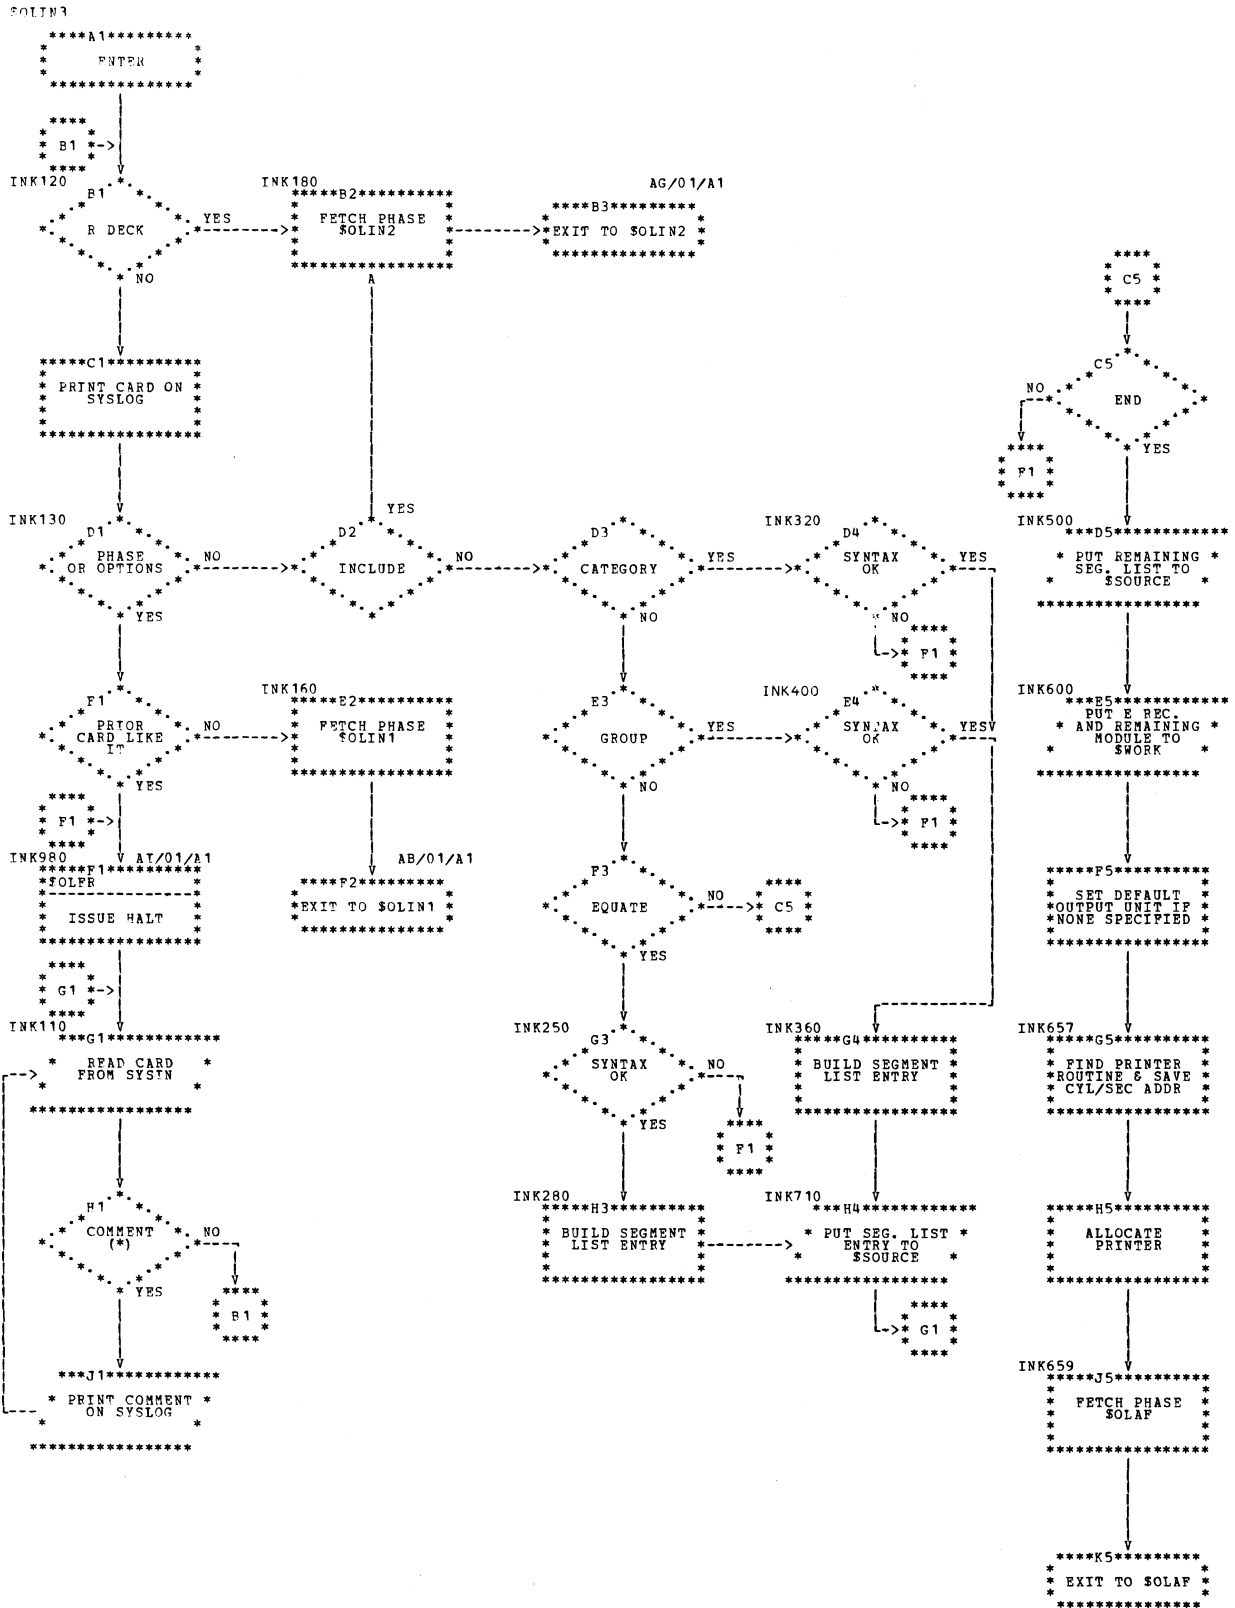 $OLIN3
A1
ENTER
B1
INK120
B1
R DECK
YES
NO
INK180
B2
FETCH PHASE
$OLIN2
A
AG/01/A1
B3
EXIT TO $OLIN2
C1
PRINT CARD ON
SYSLOG
C5
C5
END
NO
YES
F1
INK130
D1
PHASE
OR OPTIONS
NO
YES
D2
INCLUDE
YES
NO
D3
CATEGORY
YES
NO
INK320
D4
SYNTAX
OK
YES
NO
F1
INK500
D5
PUT REMAINING
SEG. LIST TO
$SOURCE
PRIOR
CARD LIKE
IT
NO
YES
INK160
E2
FETCH PHASE
$OLIN1
E3
GROUP
YES
NO
INK400
E4
SYNTAX
OK
YES
NO
F1
INK600
E5
PUT E REC.
AND REMAINING
MODULE TO
$WORK
F1
INK980
AI/01/A1
F1
$OLPR
ISSUE HALT
AB/01/A1
F2
EXIT TO $OLIN1
F3
EQUATE
NO
YES
C5
F5
SET DEFAULT
OUTPUT UNIT IF
NONE SPECIFIED
G1
INK110
G1
READ CARD
FROM SYSIN
INK250
G3
SYNTAX
OK
NO
YES
F1
INK360
G4
BUILD SEGMENT
LIST ENTRY
INK657
G5
FIND PRINTER
ROUTINE & SAVE
CYL/SEC ADDR
H1
COMMENT
(*)
NO
YES
B1
INK280
H3
BUILD SEGMENT
LIST ENTRY
INK710
H4
PUT SEG. LIST
ENTRY TO
$SOURCE
G1
H5
ALLOCATE
PRINTER
J1
PRINT COMMENT
ON SYSLOG
INK659
J5
FETCH PHASE
$OLAF
K5
EXIT TO $OLAF